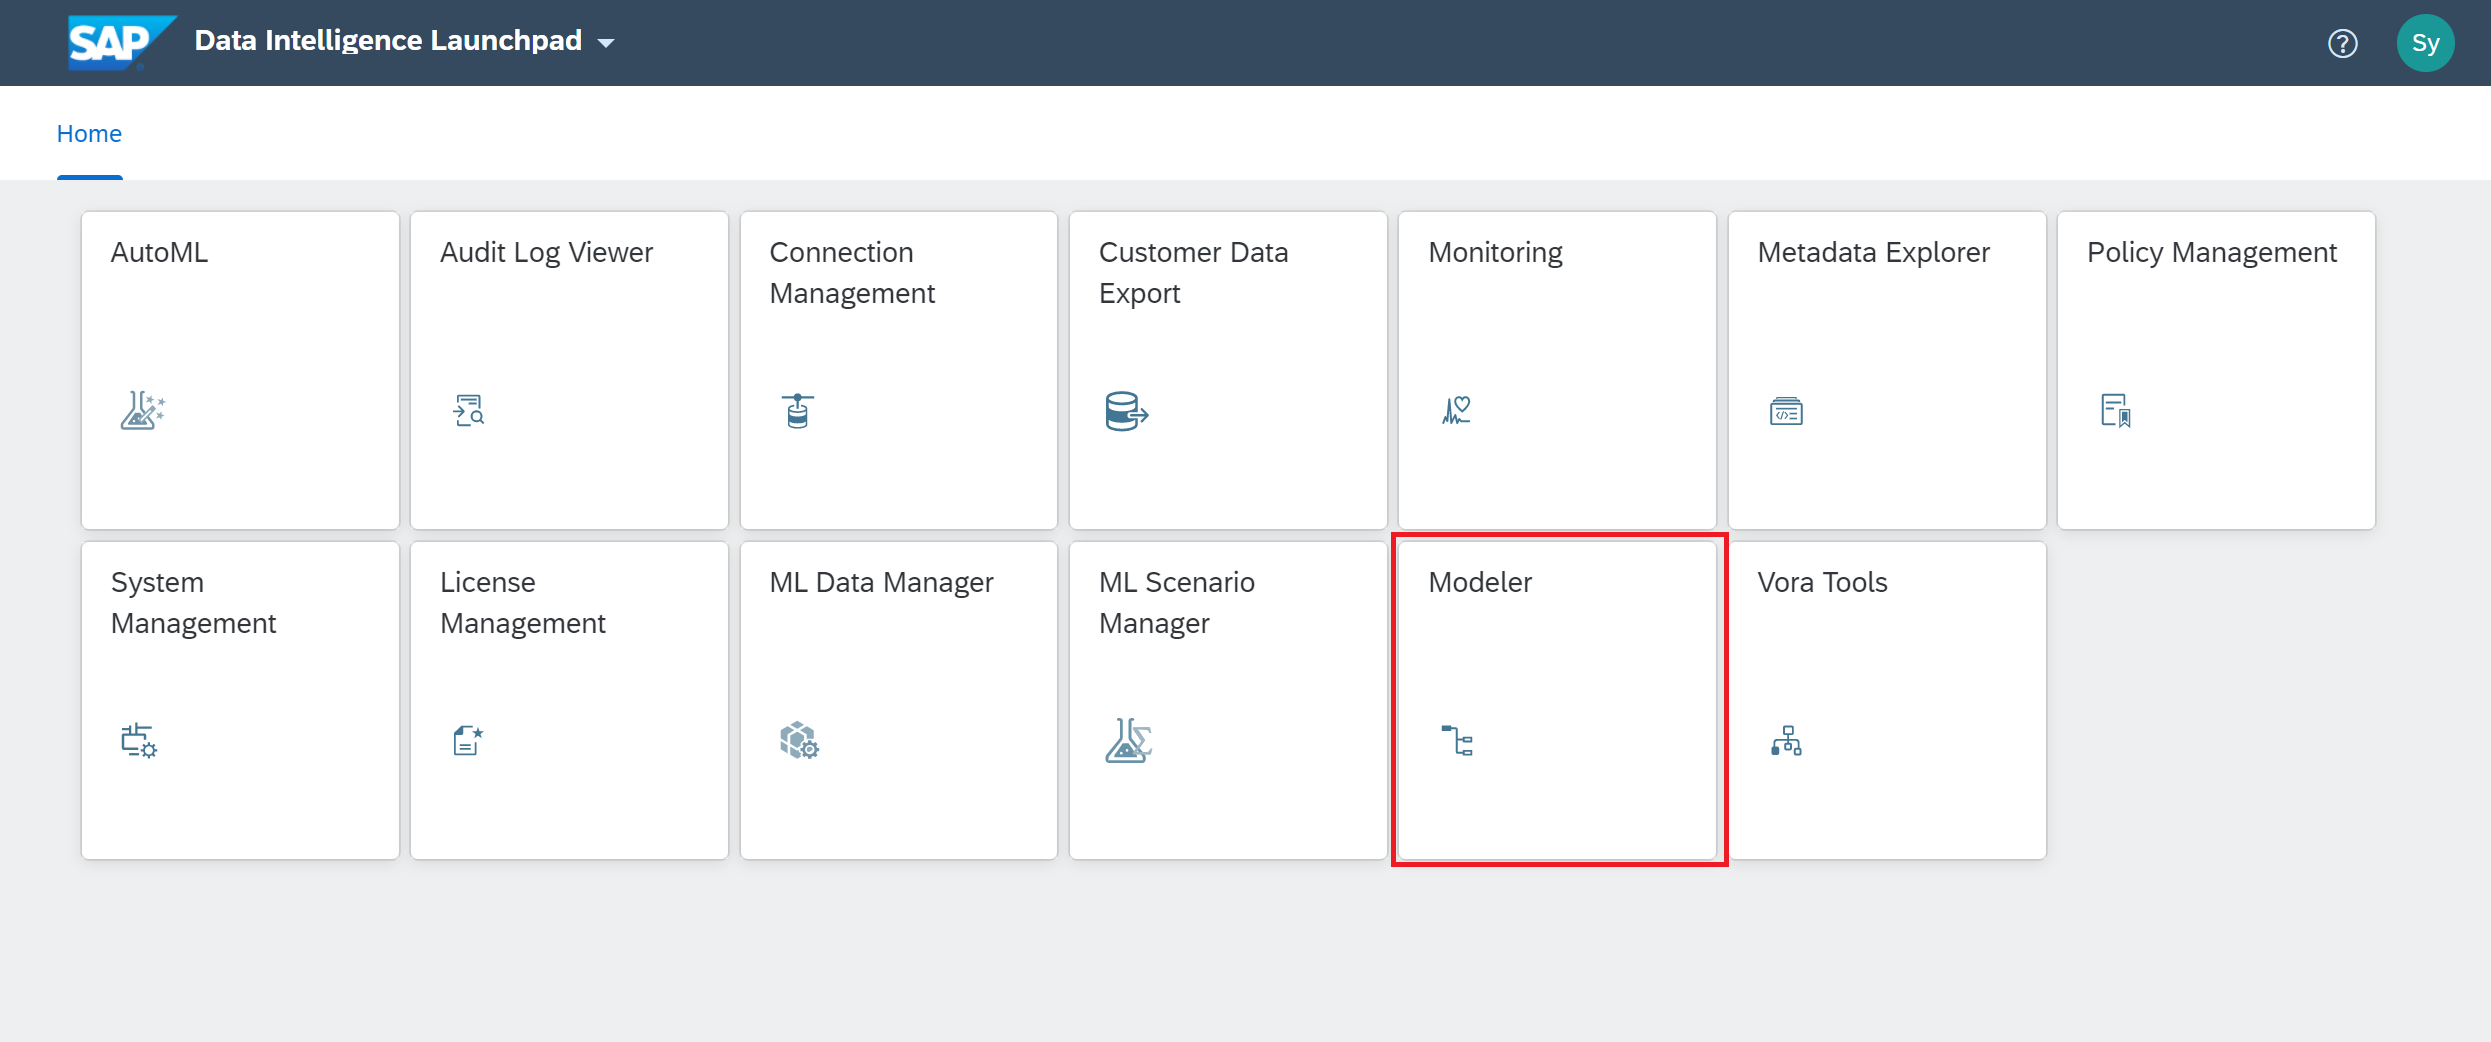 SAP
Data Intelligence Launchpad
Sy
Home
AutoML
Audit Log Viewer
Connection
Management
Customer Data
Export
Monitoring
Metadata Explorer
Policy Management
System
Management
License
Management
ML Data Manager
ML Scenario
Manager
Modeler
Vora Tools